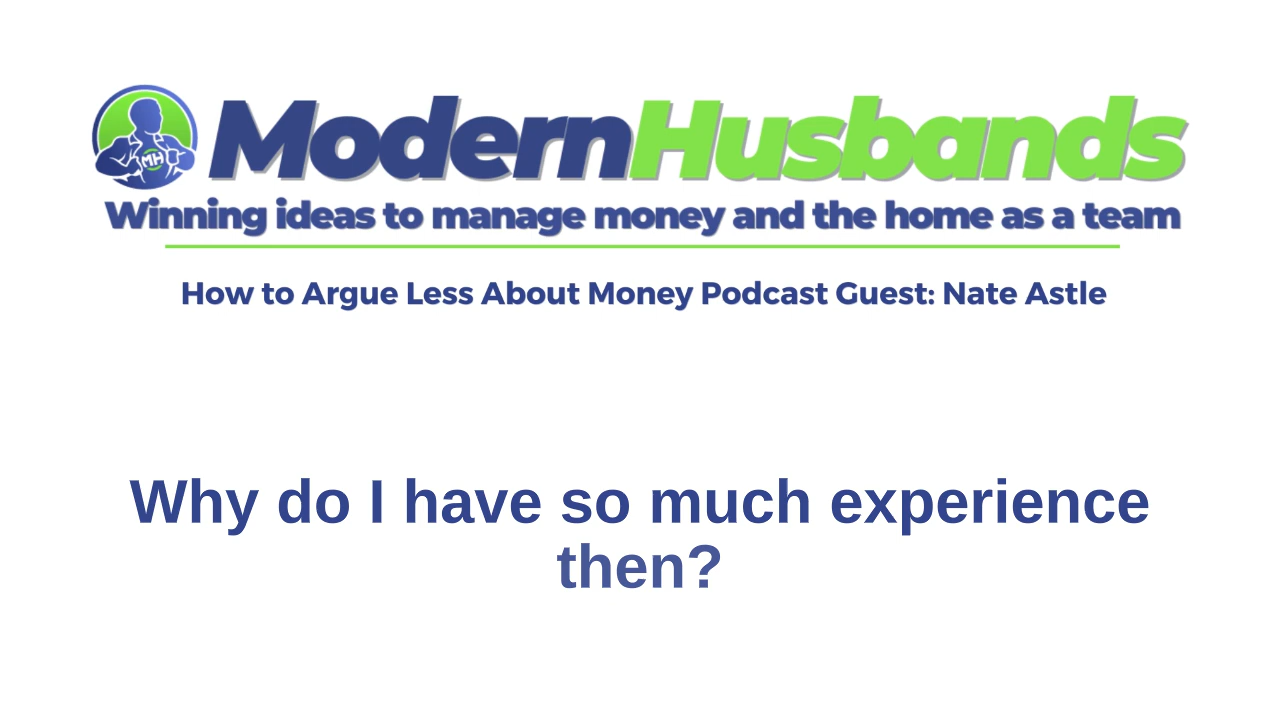 MH
ModernHusbands
Winning ideas to manage money and the home as a team
How to Argue Less About Money Podcast Guest: Nate Astle
Why do I have so much experience
then?